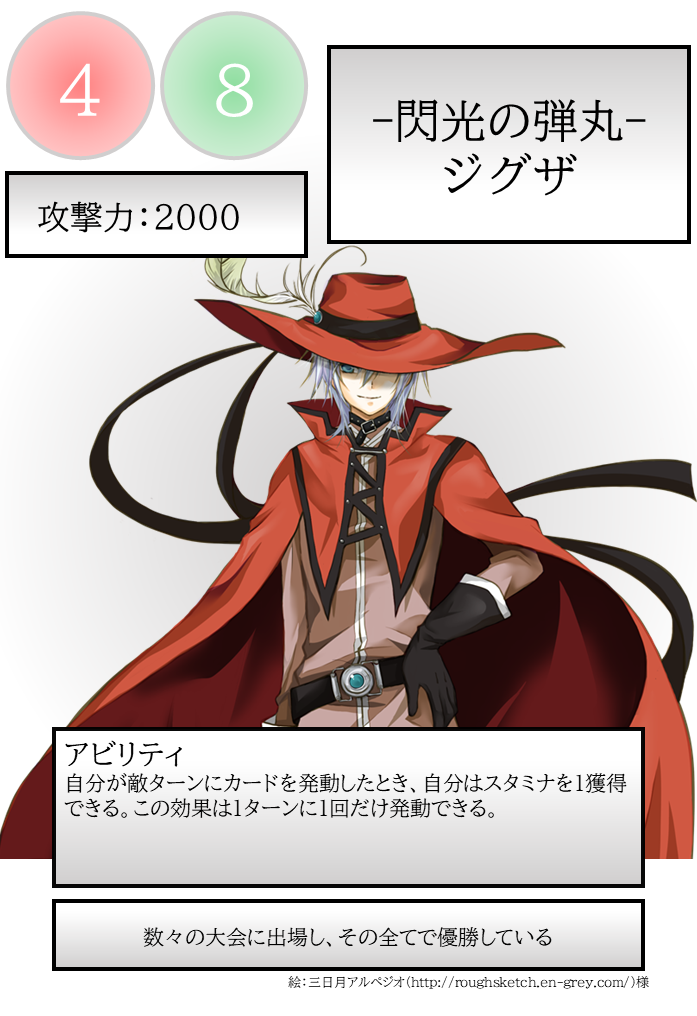 4
8
-閃光の弾丸-
ジグザ
攻撃力：2000
アビリティ
自分が敵ターンにカードを発動したとき、自分はスタミナを1獲得
できる。この効果は1ターンに1回だけ発動できる。
数々の大会に出場し、その全てで優勝している
絵：三日月アルペジオ(http://roughsketch.en-grey.com/)様